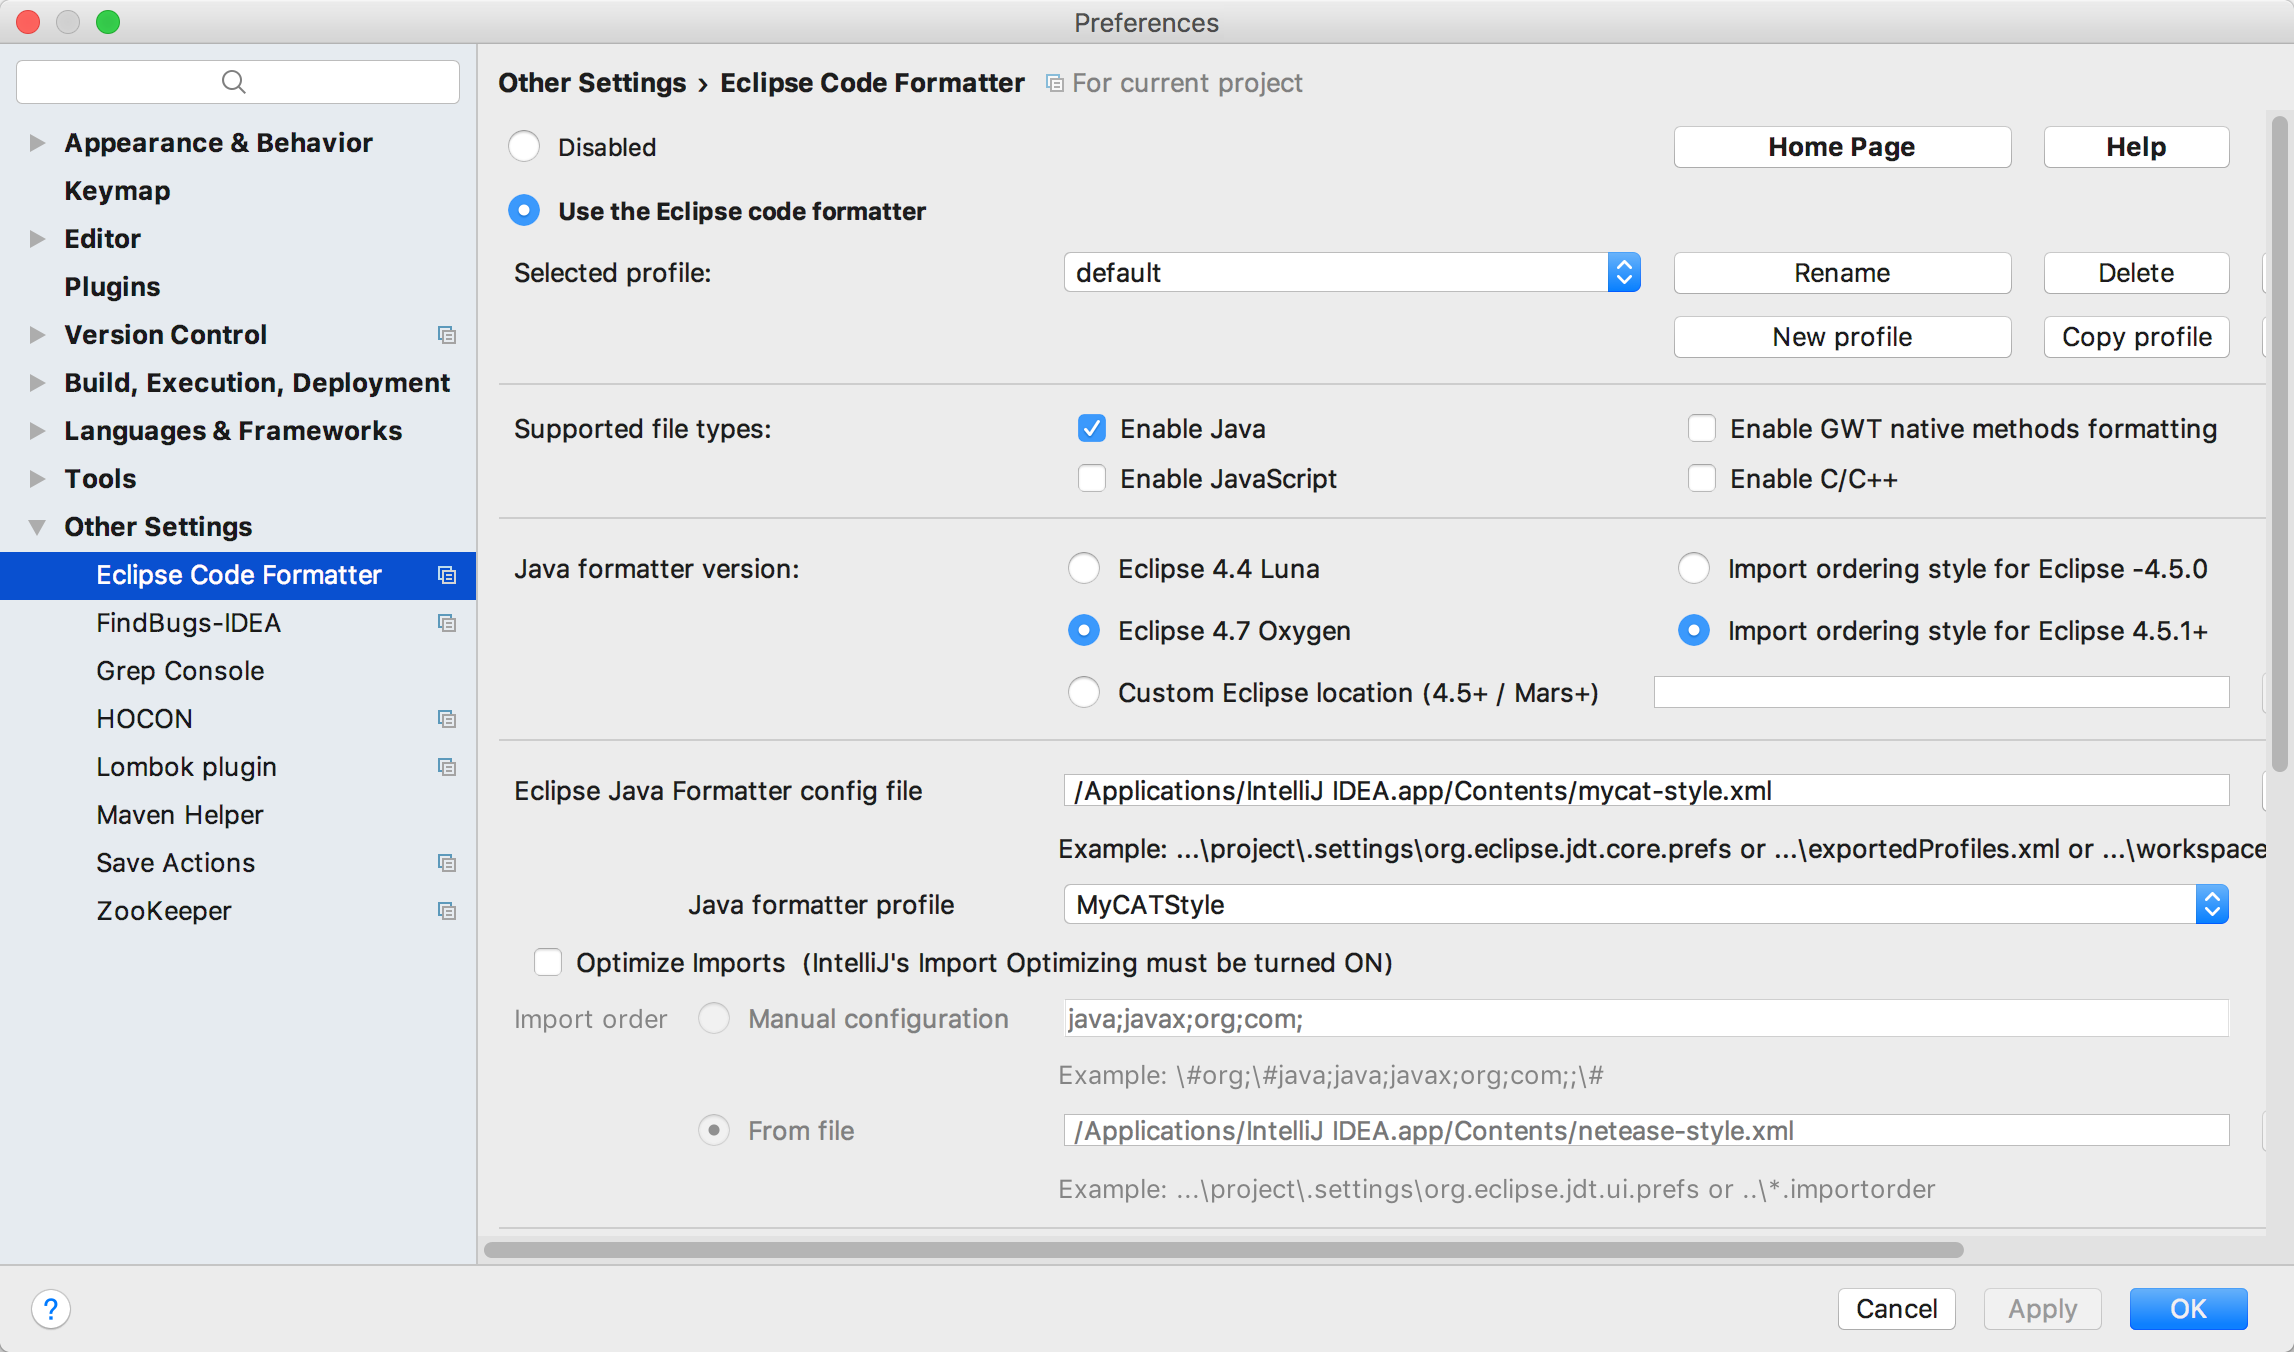 Preferences
Other Settings › Eclipse Code Formatter For current project
Appearance & Behavior
Keymap
Editor
Plugins
Version Control
Build, Execution, Deployment
Languages & Frameworks
Tools
Other Settings
Eclipse Code Formatter
FindBugs-IDEA
Grep Console
HOCON
Lombok plugin
Maven Helper
Save Actions
ZooKeeper
Disabled
Home Page
Help
Use the Eclipse code formatter
Selected profile:
default
Rename
Delete
New profile
Copy profile
Supported file types:
Enable Java
Enable GWT native methods formatting
Enable JavaScript
Enable C/C++
Java formatter version:
Eclipse 4.4 Luna
Import ordering style for Eclipse -4.5.0
Eclipse 4.7 Oxygen
Import ordering style for Eclipse 4.5.1+
Custom Eclipse location (4.5+ / Mars+)
Eclipse Java Formatter config file
/Applications/IntelliJ IDEA.app/Contents/mycat-style.xml
Example: ...\project\.settings\org.eclipse.jdt.core.prefs or ...\exportedProfiles.xml or ...\workspace
Java formatter profile
MyCATStyle
Optimize Imports (IntelliJ's Import Optimizing must be turned ON)
Import order
Manual configuration
java;javax;org;com;
Example: \#org;\#java;java;javax;org;com;;\#
From file
/Applications/IntelliJ IDEA.app/Contents/netease-style.xml
Example: ...\project\.settings\org.eclipse.jdt.ui.prefs or ..\*.importorder
?
Cancel
Apply
OK